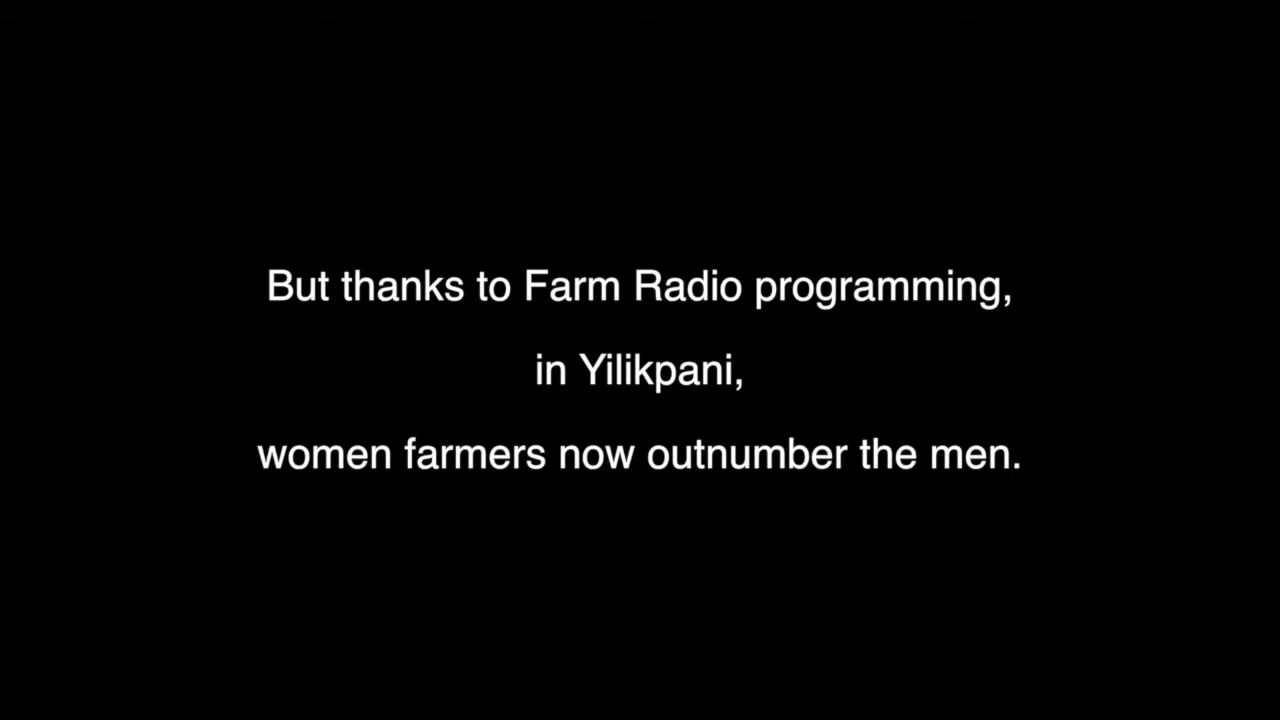 But thanks to Farm Radio programming,
in Yilikpani,
women farmers now outnumber the men.